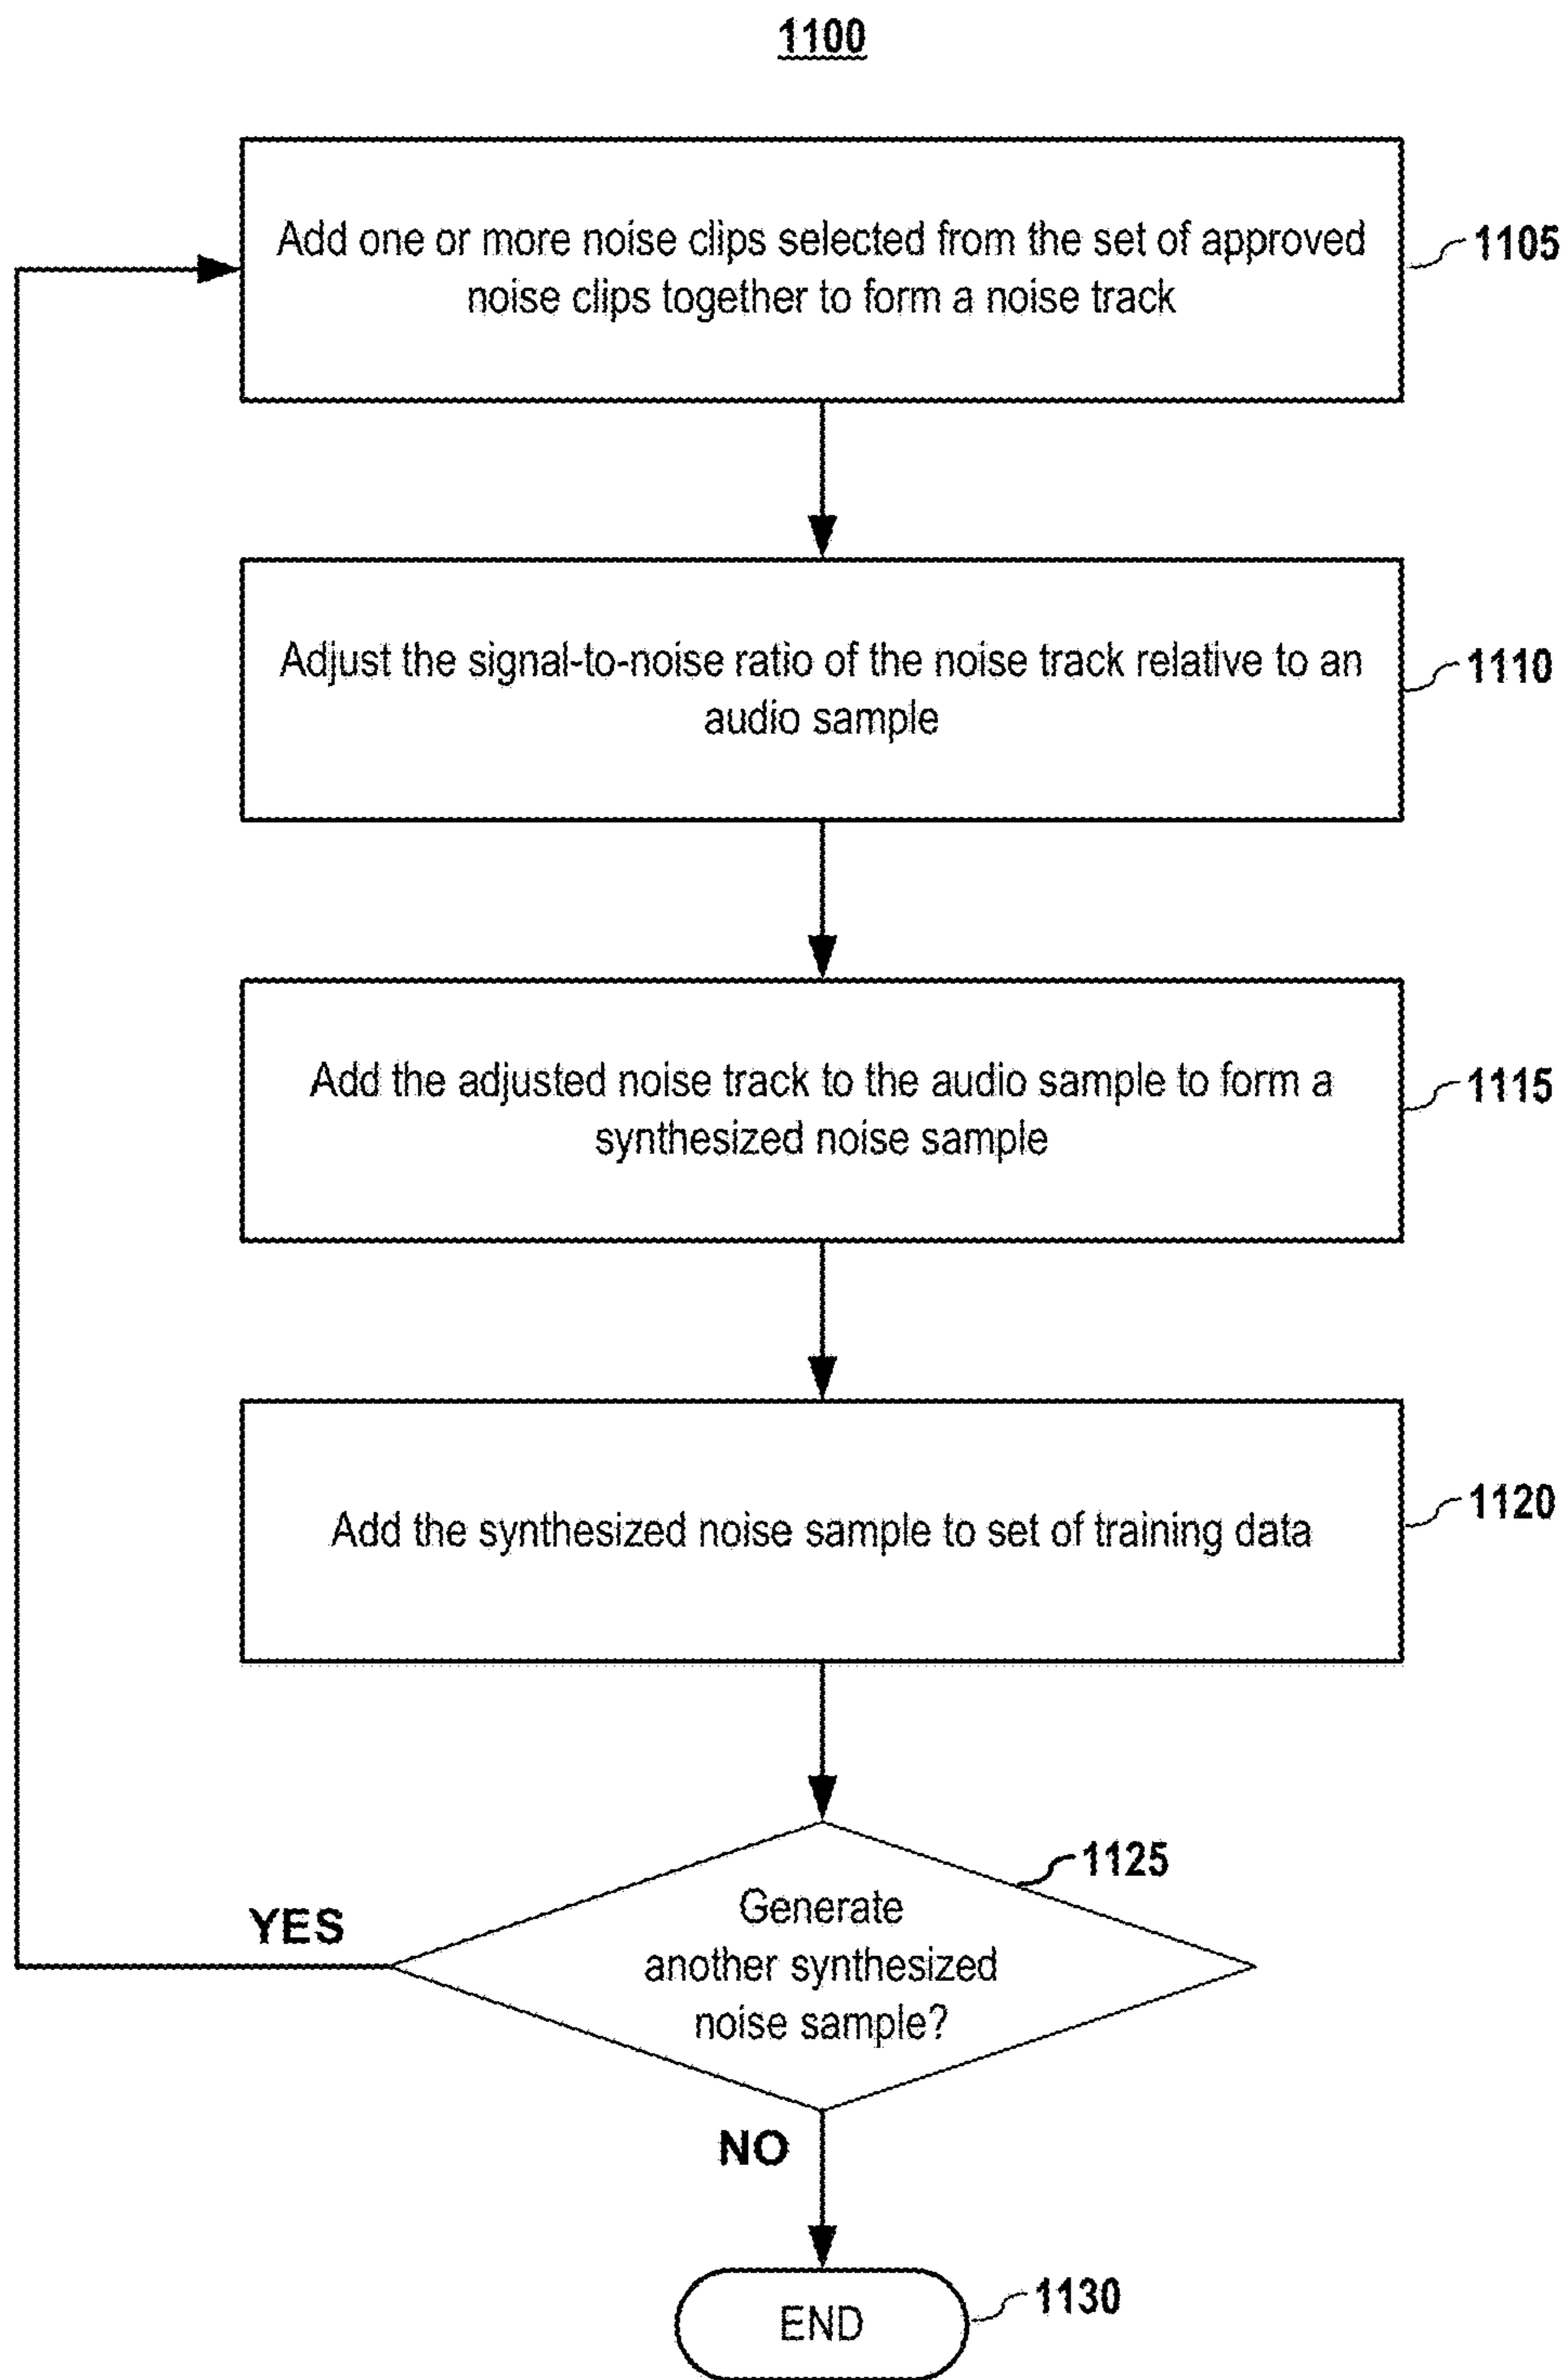 1100
Add one or more noise clips selected from the set of approved
noise clips together to form a noise track
1105
Adjust the signal-to-noise ratio of the noise track relative to an
audio sample
1110
Add the adjusted noise track to the audio sample to form a
synthesized noise sample
1115
Add the synthesized noise sample to set of training data
1120
1125
Generate
another synthesized
noise sample?
YES
NO
END
1130